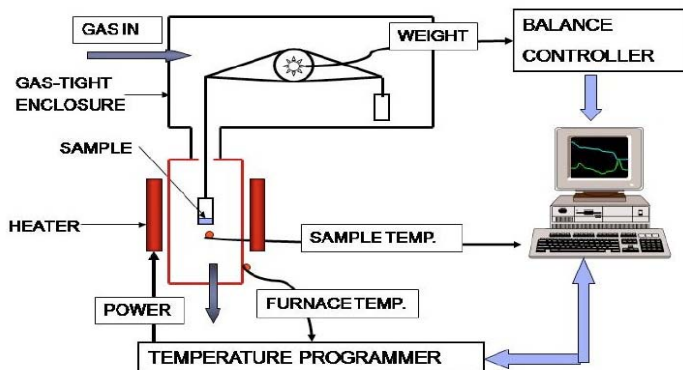 GAS IN
WEIGHT
BALANCE
CONTROLLER
GAS-TIGHT
ENCLOSURE
SAMPLE
HEATER
SAMPLE TEMP.
POWER
FURNACE TEMP.
TEMPERATURE PROGRAMMER